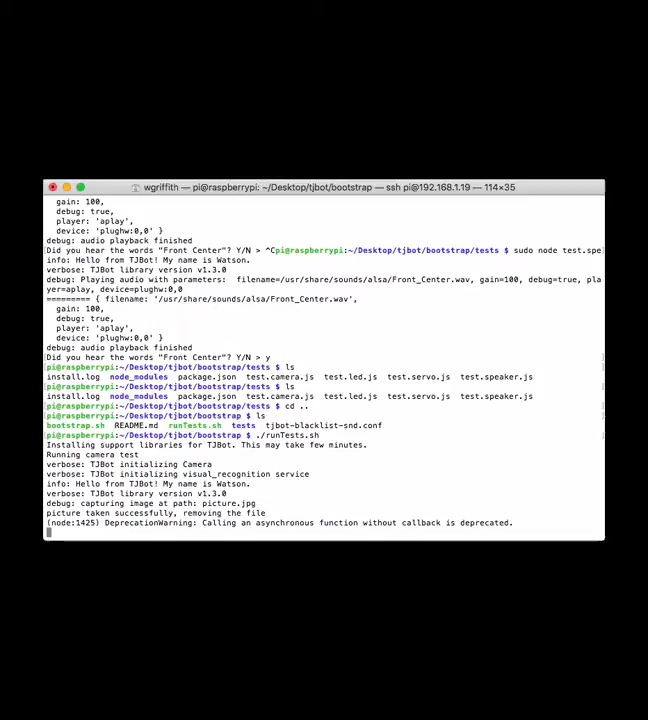 wgriffith — pi@raspberrypi: ~/Desktop/tjbot/bootstrap — ssh pi@192.168.1.19 — 114×35
gain: 100,
debug: true,
player: 'aplay',
device: 'plughw:0,0' }
debug: audio playback finished
Did you hear the words "Front Center"? Y/N > ^Cpi@raspberrypi:~/Desktop/tjbot/bootstrap/tests $ sudo node test.spe
info: Hello from TJBot! My name is Watson.
verbose: TJBot library version v1.3.0
debug: Playing audio with parameters:  filename=/usr/share/sounds/alsa/Front_Center.wav, gain=100, debug=true, pla
yer=aplay, device=plughw:0,0
========= { filename: '/usr/share/sounds/alsa/Front_Center.wav',
gain: 100,
debug: true,
player: 'aplay',
device: 'plughw:0,0' }
debug: audio playback finished
Did you hear the words "Front Center"? Y/N > y
pi@raspberrypi:~/Desktop/tjbot/bootstrap/tests $ ls
install.log  node_modules  package.json  test.camera.js  test.led.js  test.servo.js  test.speaker.js
pi@raspberrypi:~/Desktop/tjbot/bootstrap/tests $ ls
install.log  node_modules  package.json  test.camera.js  test.led.js  test.servo.js  test.speaker.js
pi@raspberrypi:~/Desktop/tjbot/bootstrap/tests $ cd ..
pi@raspberrypi:~/Desktop/tjbot/bootstrap $ ls
bootstrap.sh  README.md  runTests.sh  tests  tjbot-blacklist-snd.conf
pi@raspberrypi:~/Desktop/tjbot/bootstrap $ ./runTests.sh
Installing support libraries for TJBot. This may take few minutes.
Running camera test
verbose: TJBot initializing Camera
verbose: TJBot initializing visual_recognition service
info: Hello from TJBot! My name is Watson.
verbose: TJBot library version v1.3.0
debug: capturing image at path: picture.jpg
picture taken successfully, removing the file
(node:1425) DeprecationWarning: Calling an asynchronous function without callback is deprecated.